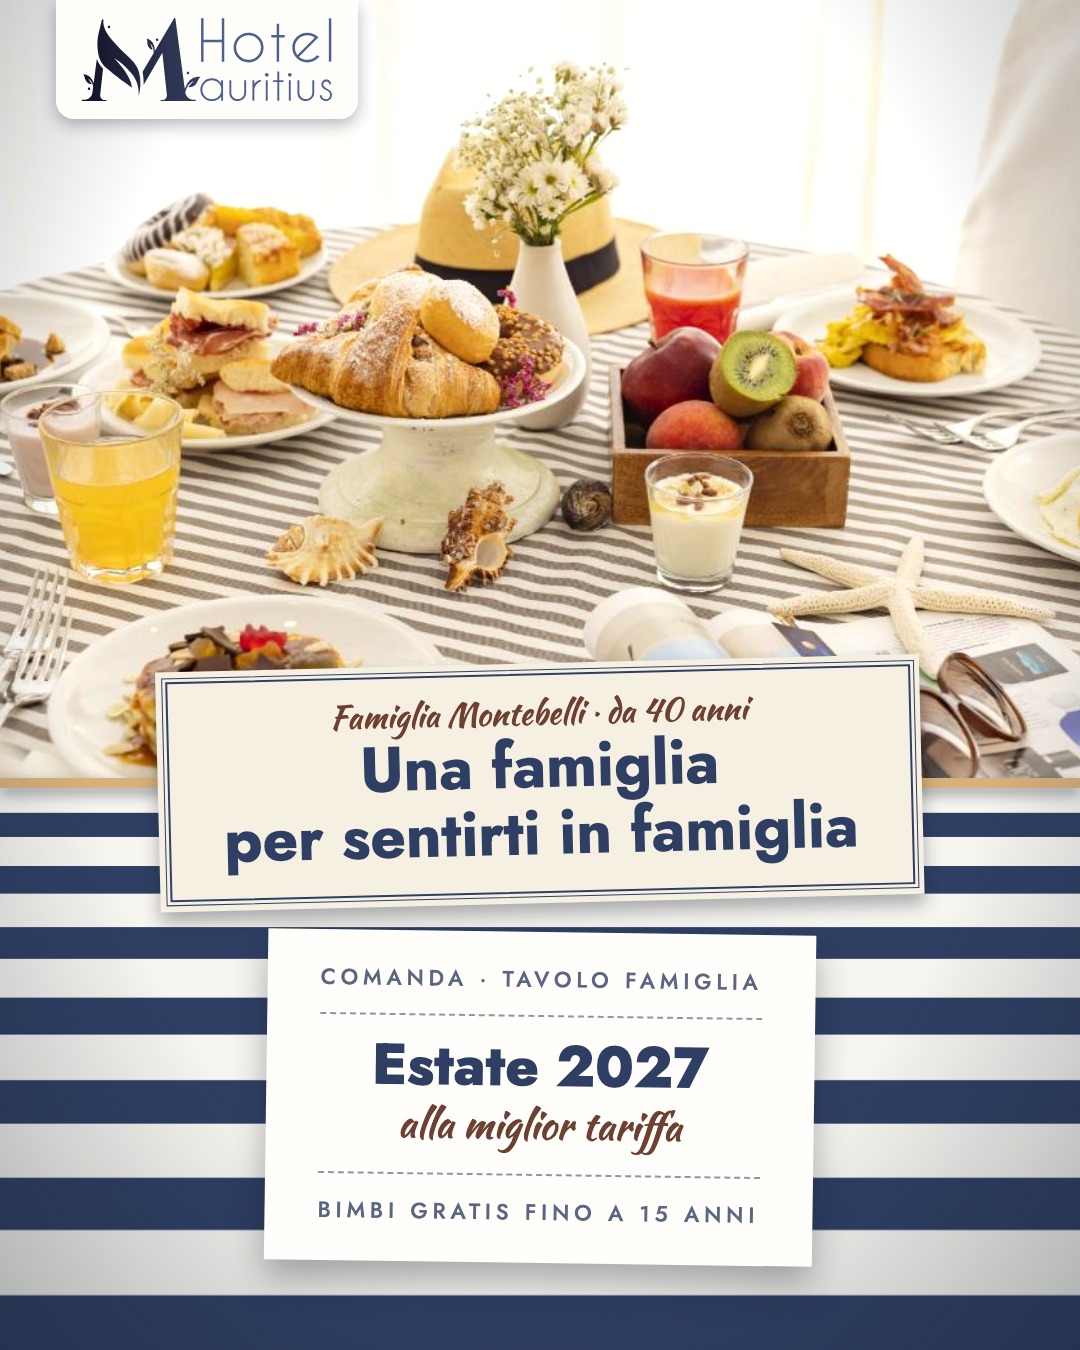 Hotel
Mauritius
Famiglia Montebelli · da 40 anni
Una famiglia
per sentirti in famiglia
COMANDA · TAVOLO FAMIGLIA
Estate 2027
alla miglior tariffa
BIMBI GRATIS FINO A 15 ANNI